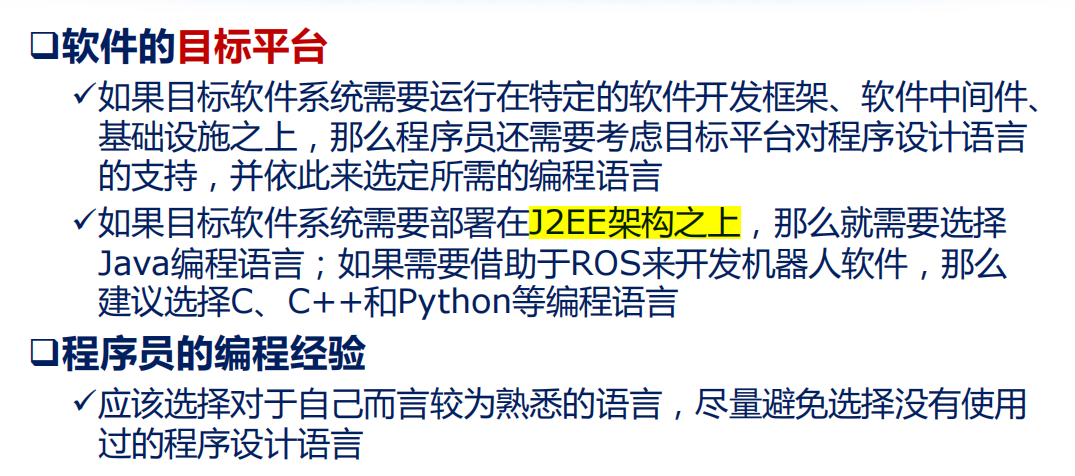 ❑软件的目标平台
✓如果目标软件系统需要运行在特定的软件开发框架、软件中间件、
基础设施之上，那么程序员还需要考虑目标平台对程序设计语言
的支持，并依此来选定所需的编程语言
✓如果目标软件系统需要部署在J2EE架构之上，那么就需要选择
Java编程语言；如果需要借助于ROS来开发机器人软件，那么
建议选择C、C++和Python等编程语言
❑程序员的编程经验
✓应该选择对于自己而言较为熟悉的语言，尽量避免选择没有使用
过的程序设计语言